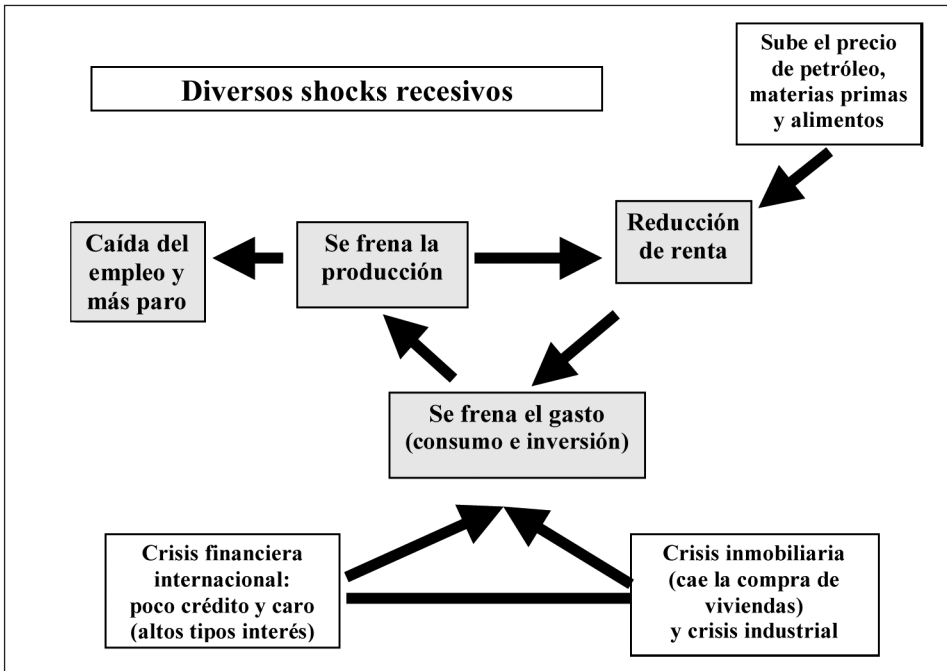 Diversos shocks recesivos
Sube el precio
de petróleo,
materias primas
y alimentos
Caída del
empleo y
más paro
Se frena la
producción
Reducción
de renta
Se frena el gasto
(consumo e inversión)
Crisis financiera
internacional:
poco crédito y caro
(altos tipos interés)
Crisis inmobiliaria
(cae la compra de
viviendas)
y crisis industrial